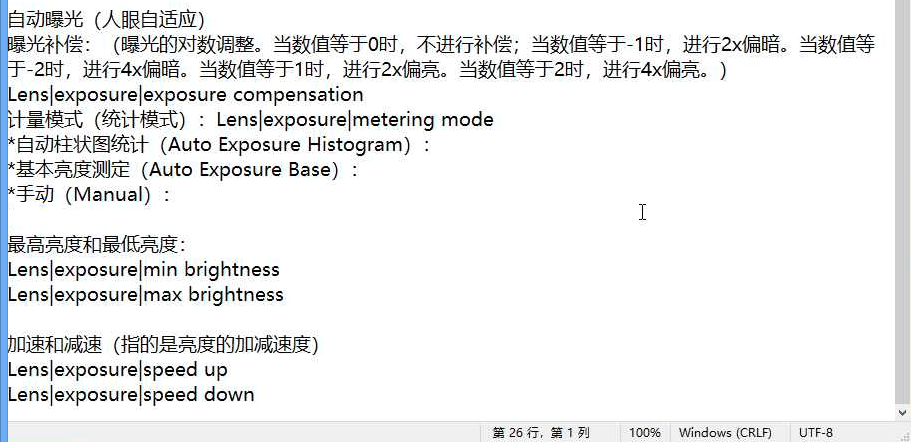 自动曝光（人眼自适应）
曝光补偿：（曝光的对数调整。当数值等于0时，不进行补偿；当数值等于-1时，进行2x偏暗。当数值等
于-2时，进行4x偏暗。当数值等于1时，进行2x偏亮。当数值等于2时，进行4x偏亮。）
Lens|exposure|exposure compensation
计量模式（统计模式）：Lens|exposure|metering mode
*自动柱状图统计（Auto Exposure Histogram）：
*基本亮度测定（Auto Exposure Base）：
*手动（Manual）：
最高亮度和最低亮度：
Lens|exposure|min brightness
Lens|exposure|max brightness
加速和减速（指的是亮度的加减速度）
Lens|exposure|speed up
Lens|exposure|speed down
第 26 行，第 1 列 100% Windows (CRLF) UTF-8